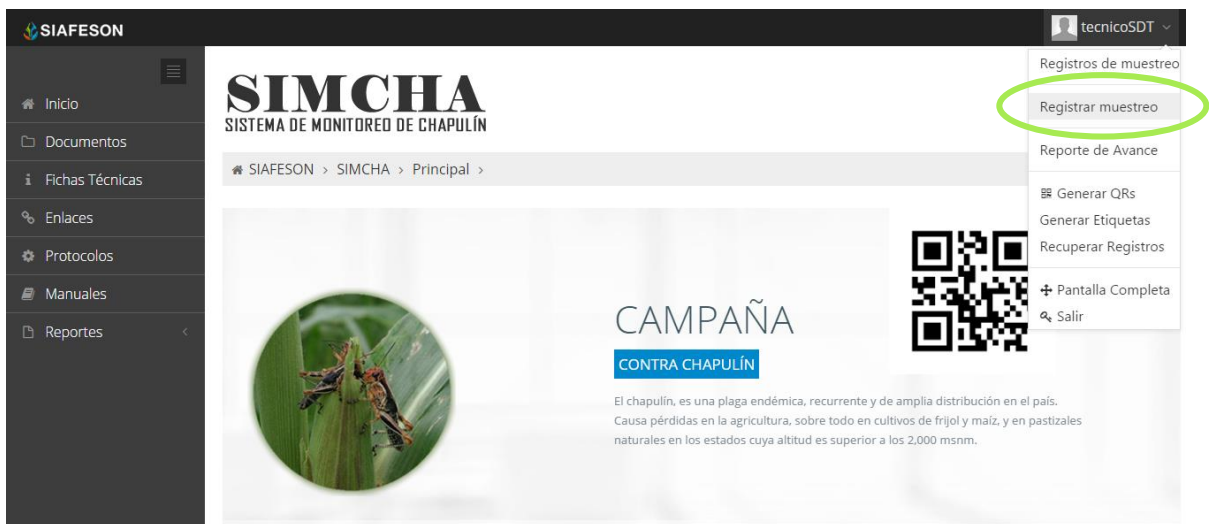 SIAFESON
tecnicoSDT
Inicio
Documentos
Fichas Técnicas
Enlaces
Protocolos
Manuales
Reportes
SIMCHA
SISTEMA DE MONITOREO DE CHAPULÍN
SIAFESON > SIMCHA > Principal >
Registros de muestreo
Registrar muestreo
Reporte de Avance
Generar QRs
Generar Etiquetas
Recuperar Registros
Pantalla Completa
Salir
CAMPAÑA
CONTRA CHAPULÍN
El chapulín, es una plaga endémica, recurrente y de amplia distribución en el país.
Causa pérdidas en la agricultura, sobre todo en cultivos de frijol y maíz, y en pastizales
naturales en los estados cuya altitud es superior a los 2,000 msnm.